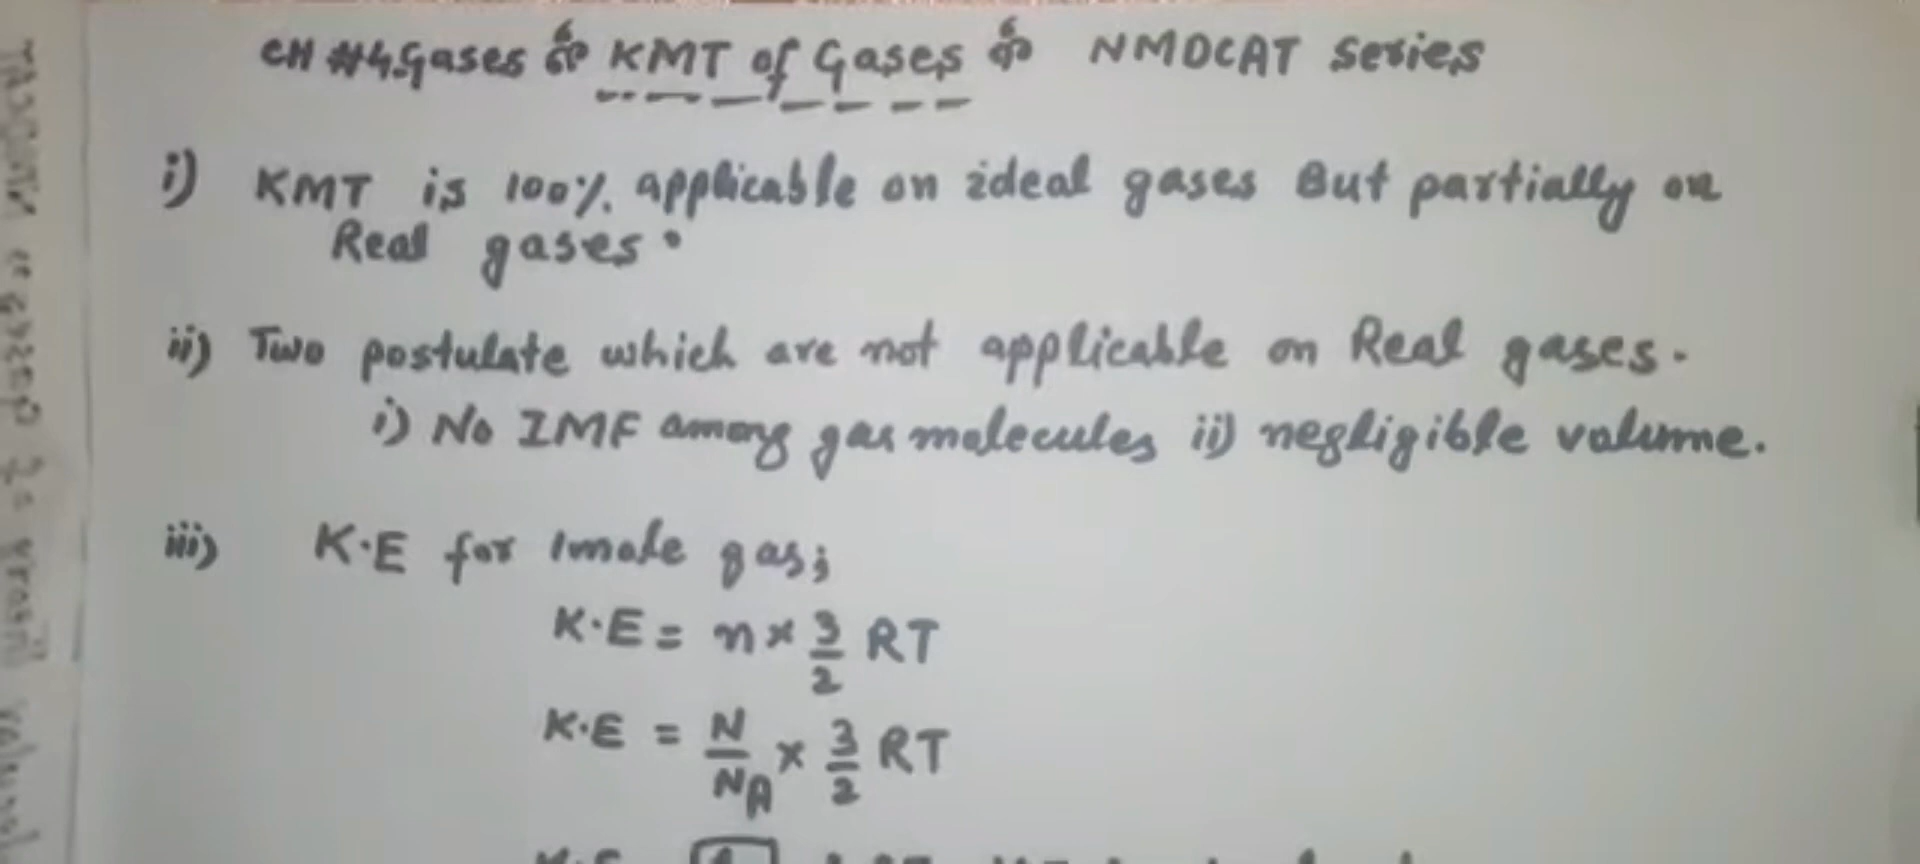 CH #4. Gases KMT of Gases NMDCAT Series
i) KMT is 100% applicable on ideal gases But partially on
Real gases.
ii) Two postulate which are not applicable on Real gases.
i) No IMF among gas molecules ii) negligible volume.
iii) K.E for 1mole gas;
K.E = n × 3/2 RT
K.E = N/NA × 3/2 RT